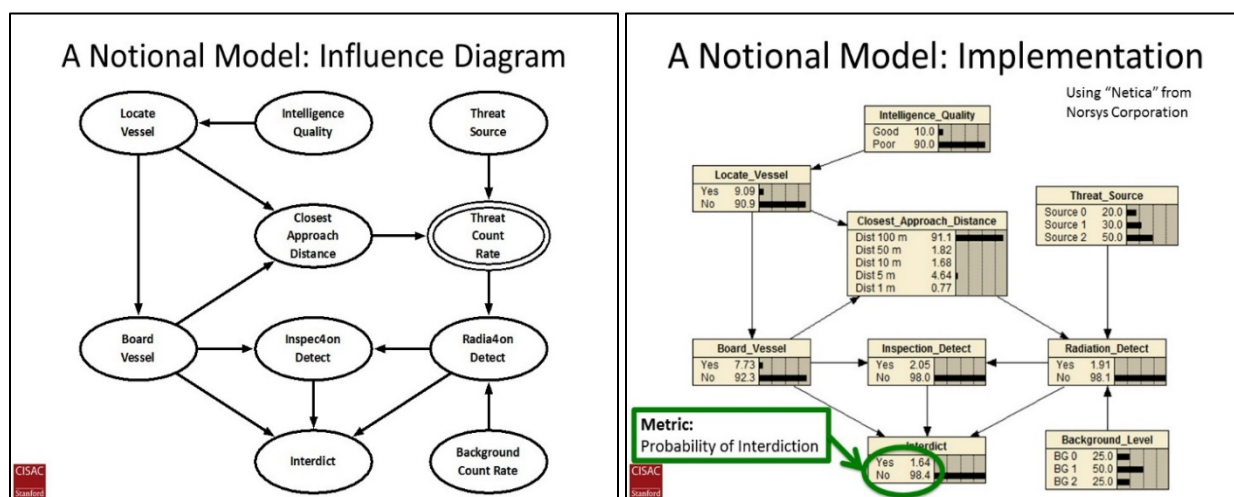 A Notional Model: Influence Diagram
Locate
Vessel
Intelligence
Quality
Threat
Source
Closest
Approach
Distance
Threat
Count
Rate
Board
Vessel
Inspec4on
Detect
Radia4on
Detect
Interdict
Background
Count Rate
CISAC
Stanford
A Notional Model: Implementation
Using “Netica” from
Norsys Corporation
Intelligence_Quality
Good 10.0
Poor 90.0
Locate_Vessel
Yes 9.09
No 90.9
Threat_Source
Source 0 20.0
Source 1 30.0
Source 2 50.0
Closest_Approach_Distance
Dist 100 m 91.1
Dist 50 m 1.82
Dist 10 m 1.68
Dist 5 m 4.64
Dist 1 m 0.77
Board_Vessel
Yes 7.73
No 92.3
Inspection_Detect
Yes 2.05
No 98.0
Radiation_Detect
Yes 1.91
No 98.1
Metric:
Probability of Interdiction
Interdict
Yes 1.64
No 98.4
Background_Level
BG 0 25.0
BG 1 50.0
BG 2 25.0
CISAC
Stanford